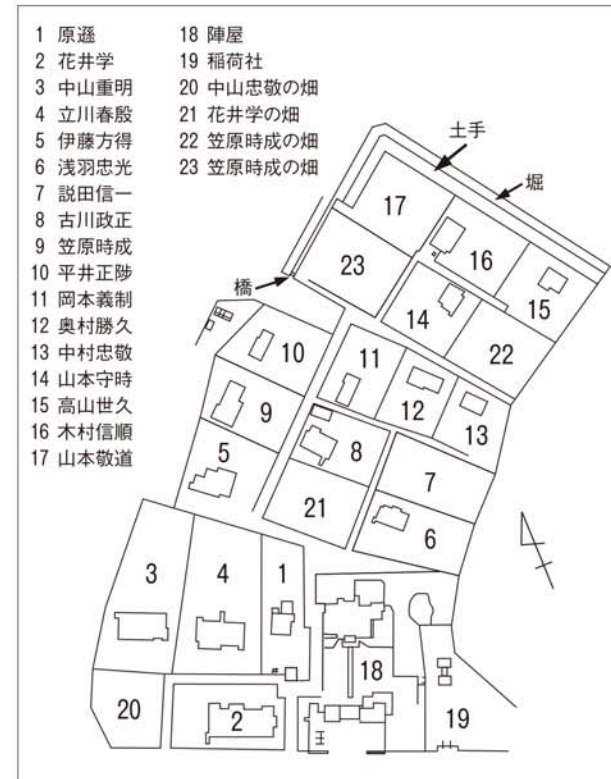 1 原遜
2 花井学
3 中山重明
4 立川春殷
5 伊藤方得
6 浅羽忠光
7 説田信一
8 古川政正
9 笠原時成
10 平井正陟
11 岡本義制
12 奥村勝久
13 中村忠敬
14 山本守時
15 高山世久
16 木村信順
17 山本敬道
18 陣屋
19 稲荷社
20 中山忠敬の畑
21 花井学の畑
22 笠原時成の畑
23 笠原時成の畑
土手
堀
17
16
23
15
橋
14
22
10
11
12
13
9
8
5
7
21
6
3
4
1
18
20
2
19